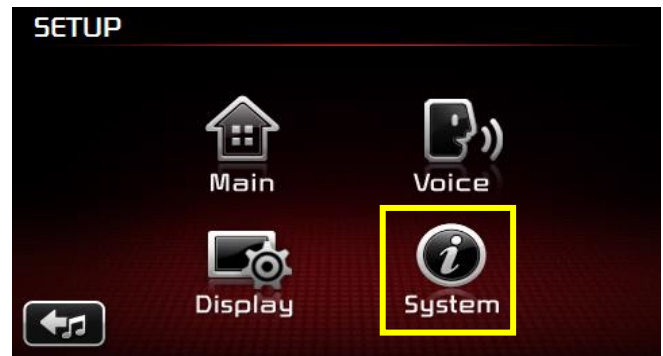 SETUP
Main
Voice
Display
System